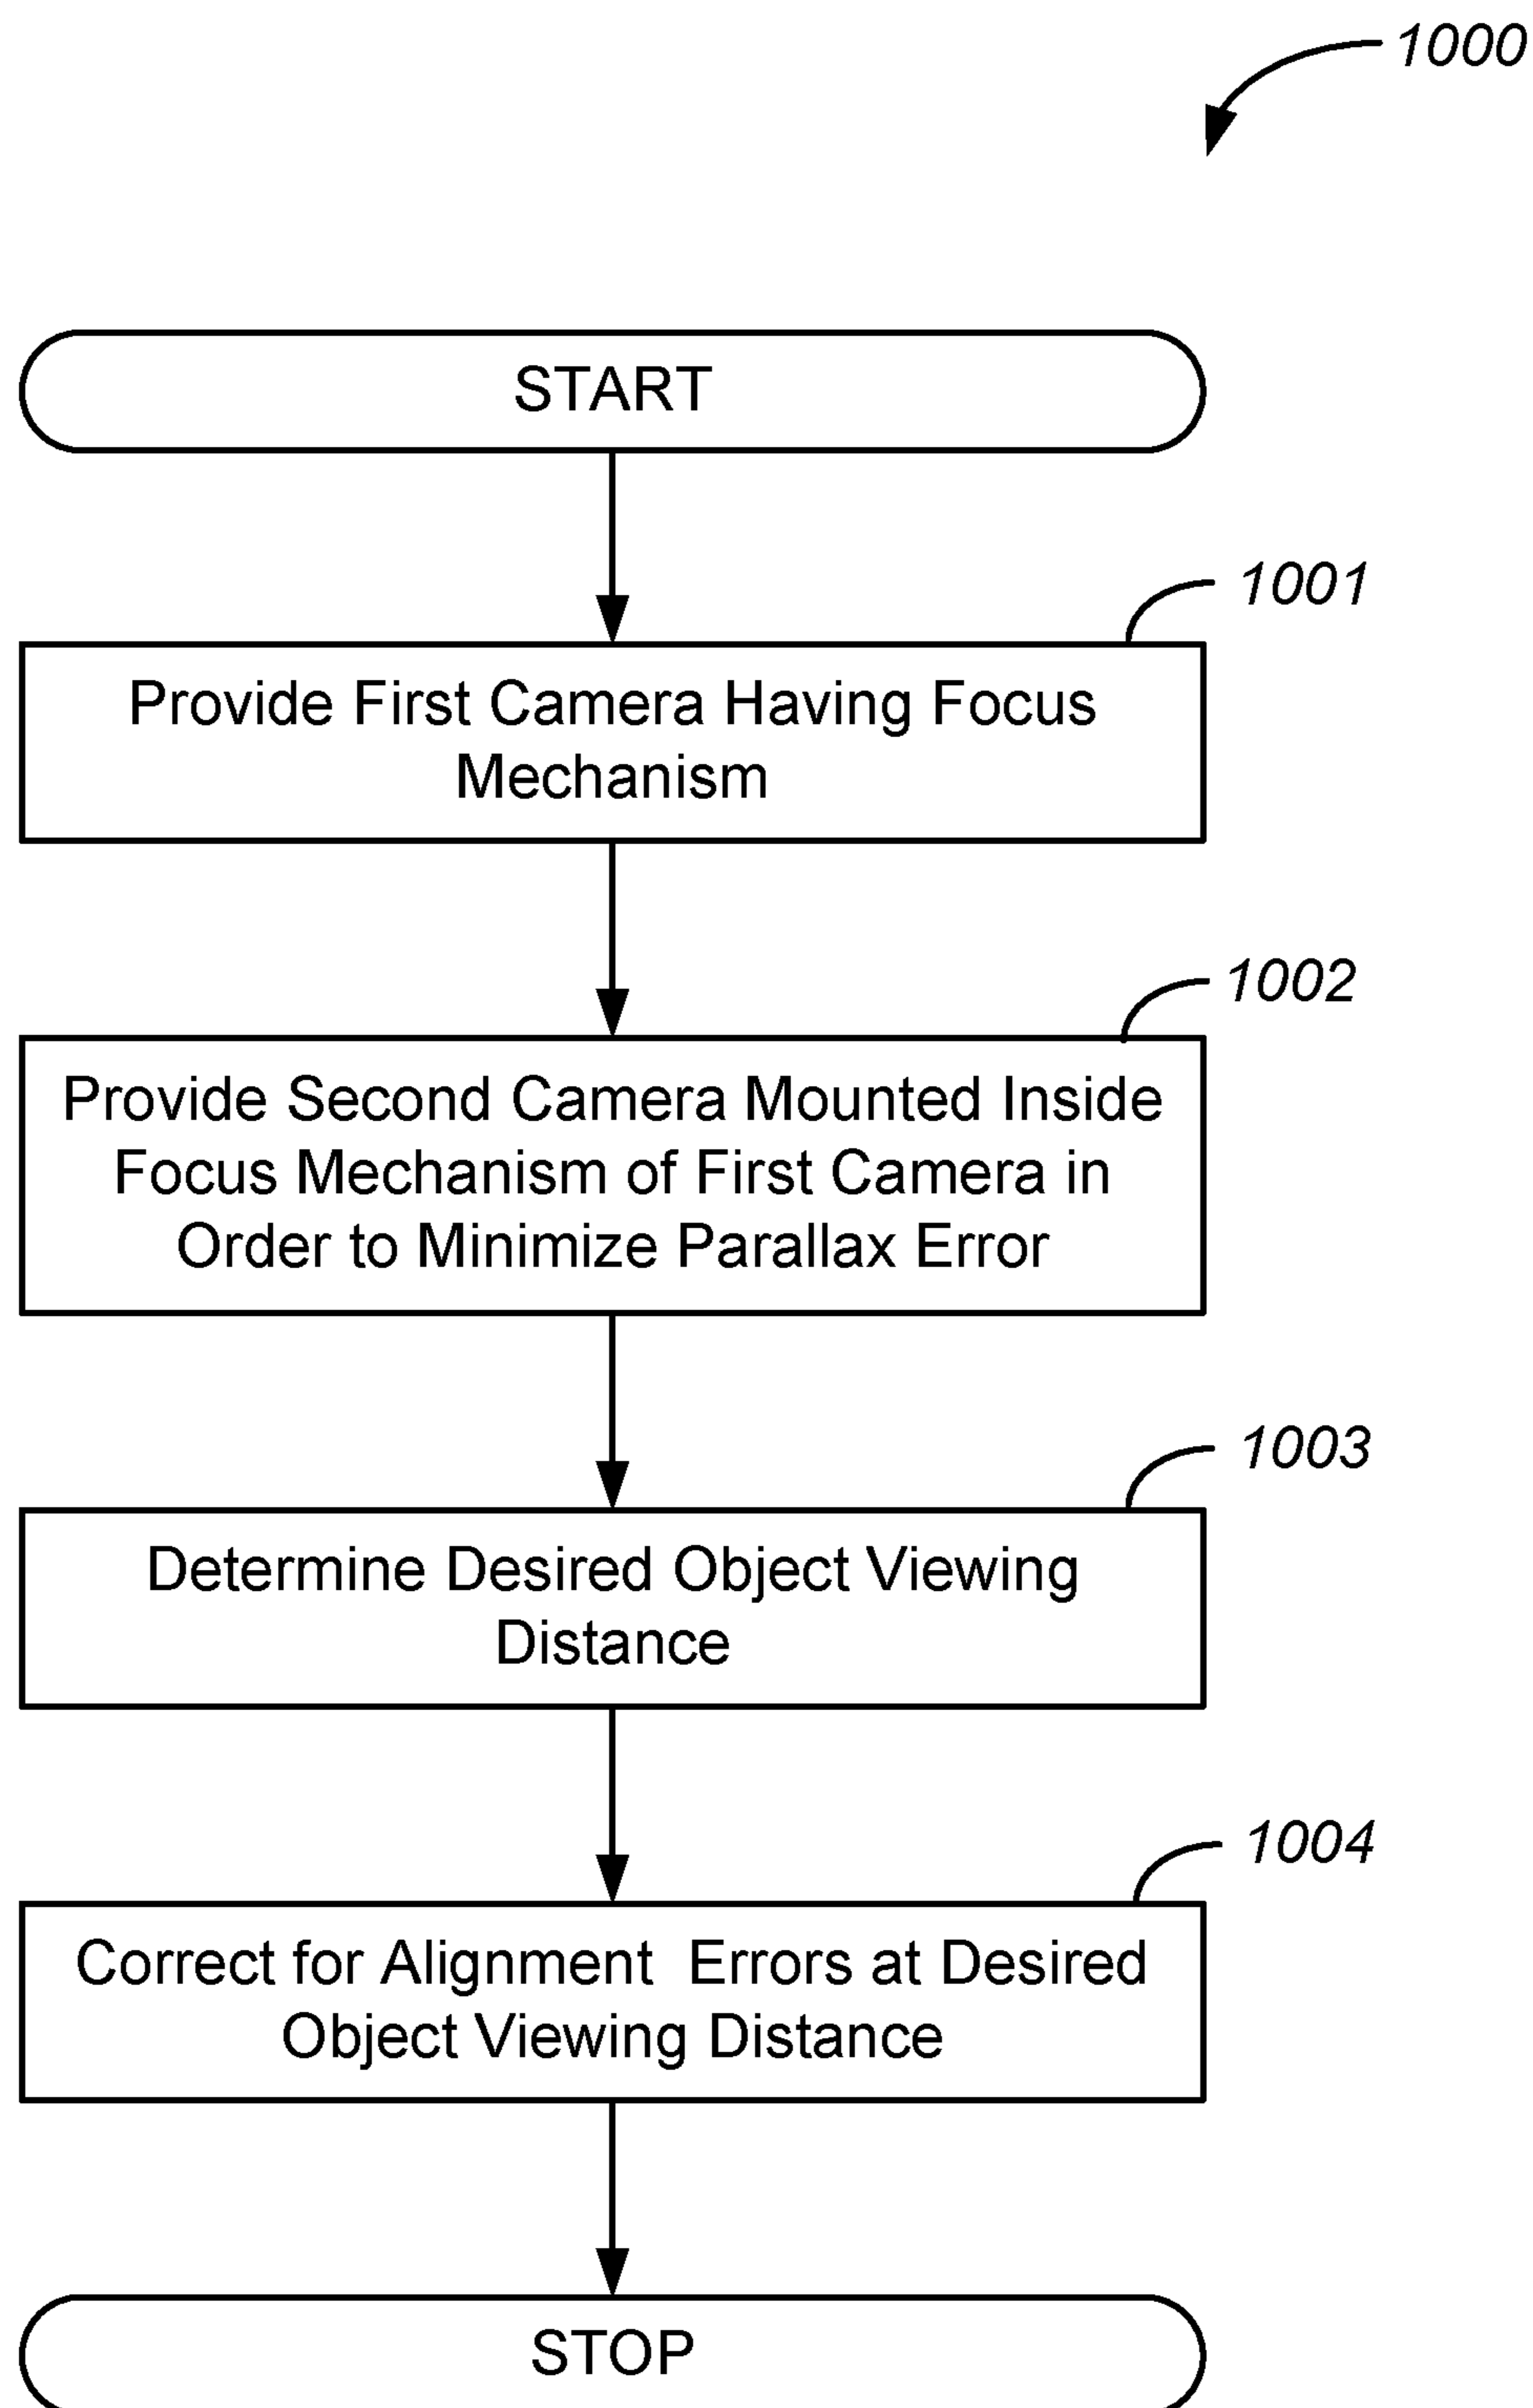 1000
START
1001
Provide First Camera Having Focus
Mechanism
1002
Provide Second Camera Mounted Inside
Focus Mechanism of First Camera in
Order to Minimize Parallax Error
1003
Determine Desired Object Viewing
Distance
1004
Correct for Alignment Errors at Desired
Object Viewing Distance
STOP